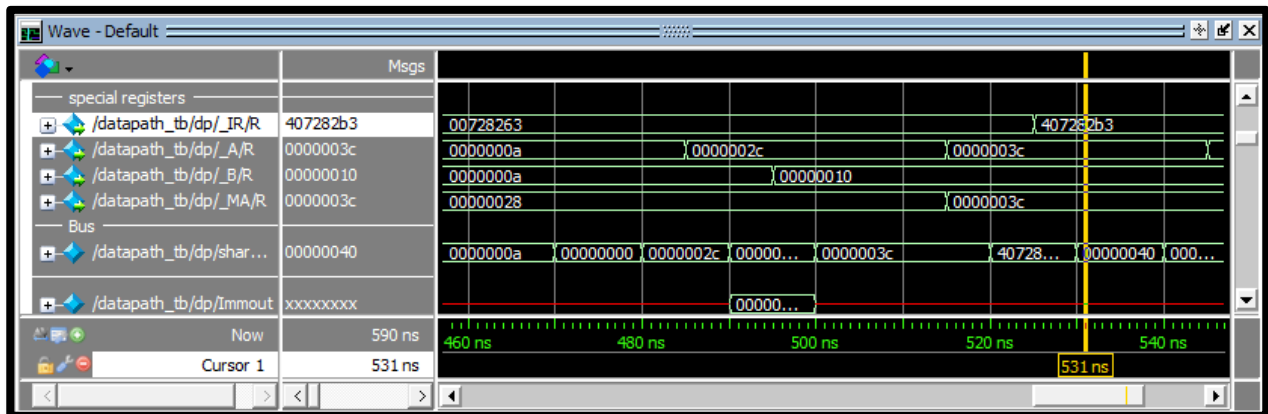 Wave - Default
Msgs
special registers
/datapath_tb/dp/_IR/R 407282b3 00728263 407282b3
/datapath_tb/dp/_A/R 0000003c 0000000a 0000002c 0000003c
/datapath_tb/dp/_B/R 00000010 0000000a 00000010
/datapath_tb/dp/_MA/R 0000003c 00000028 0000003c
Bus
/datapath_tb/dp/shar... 00000040 0000000a 00000000 0000002c 00000... 0000003c 40728... 00000040 000...
/datapath_tb/dp/Immout xxxxxxxx 00000...
Now 590 ns 460 ns 480 ns 500 ns 520 ns 540 ns
Cursor 1 531 ns 531 ns